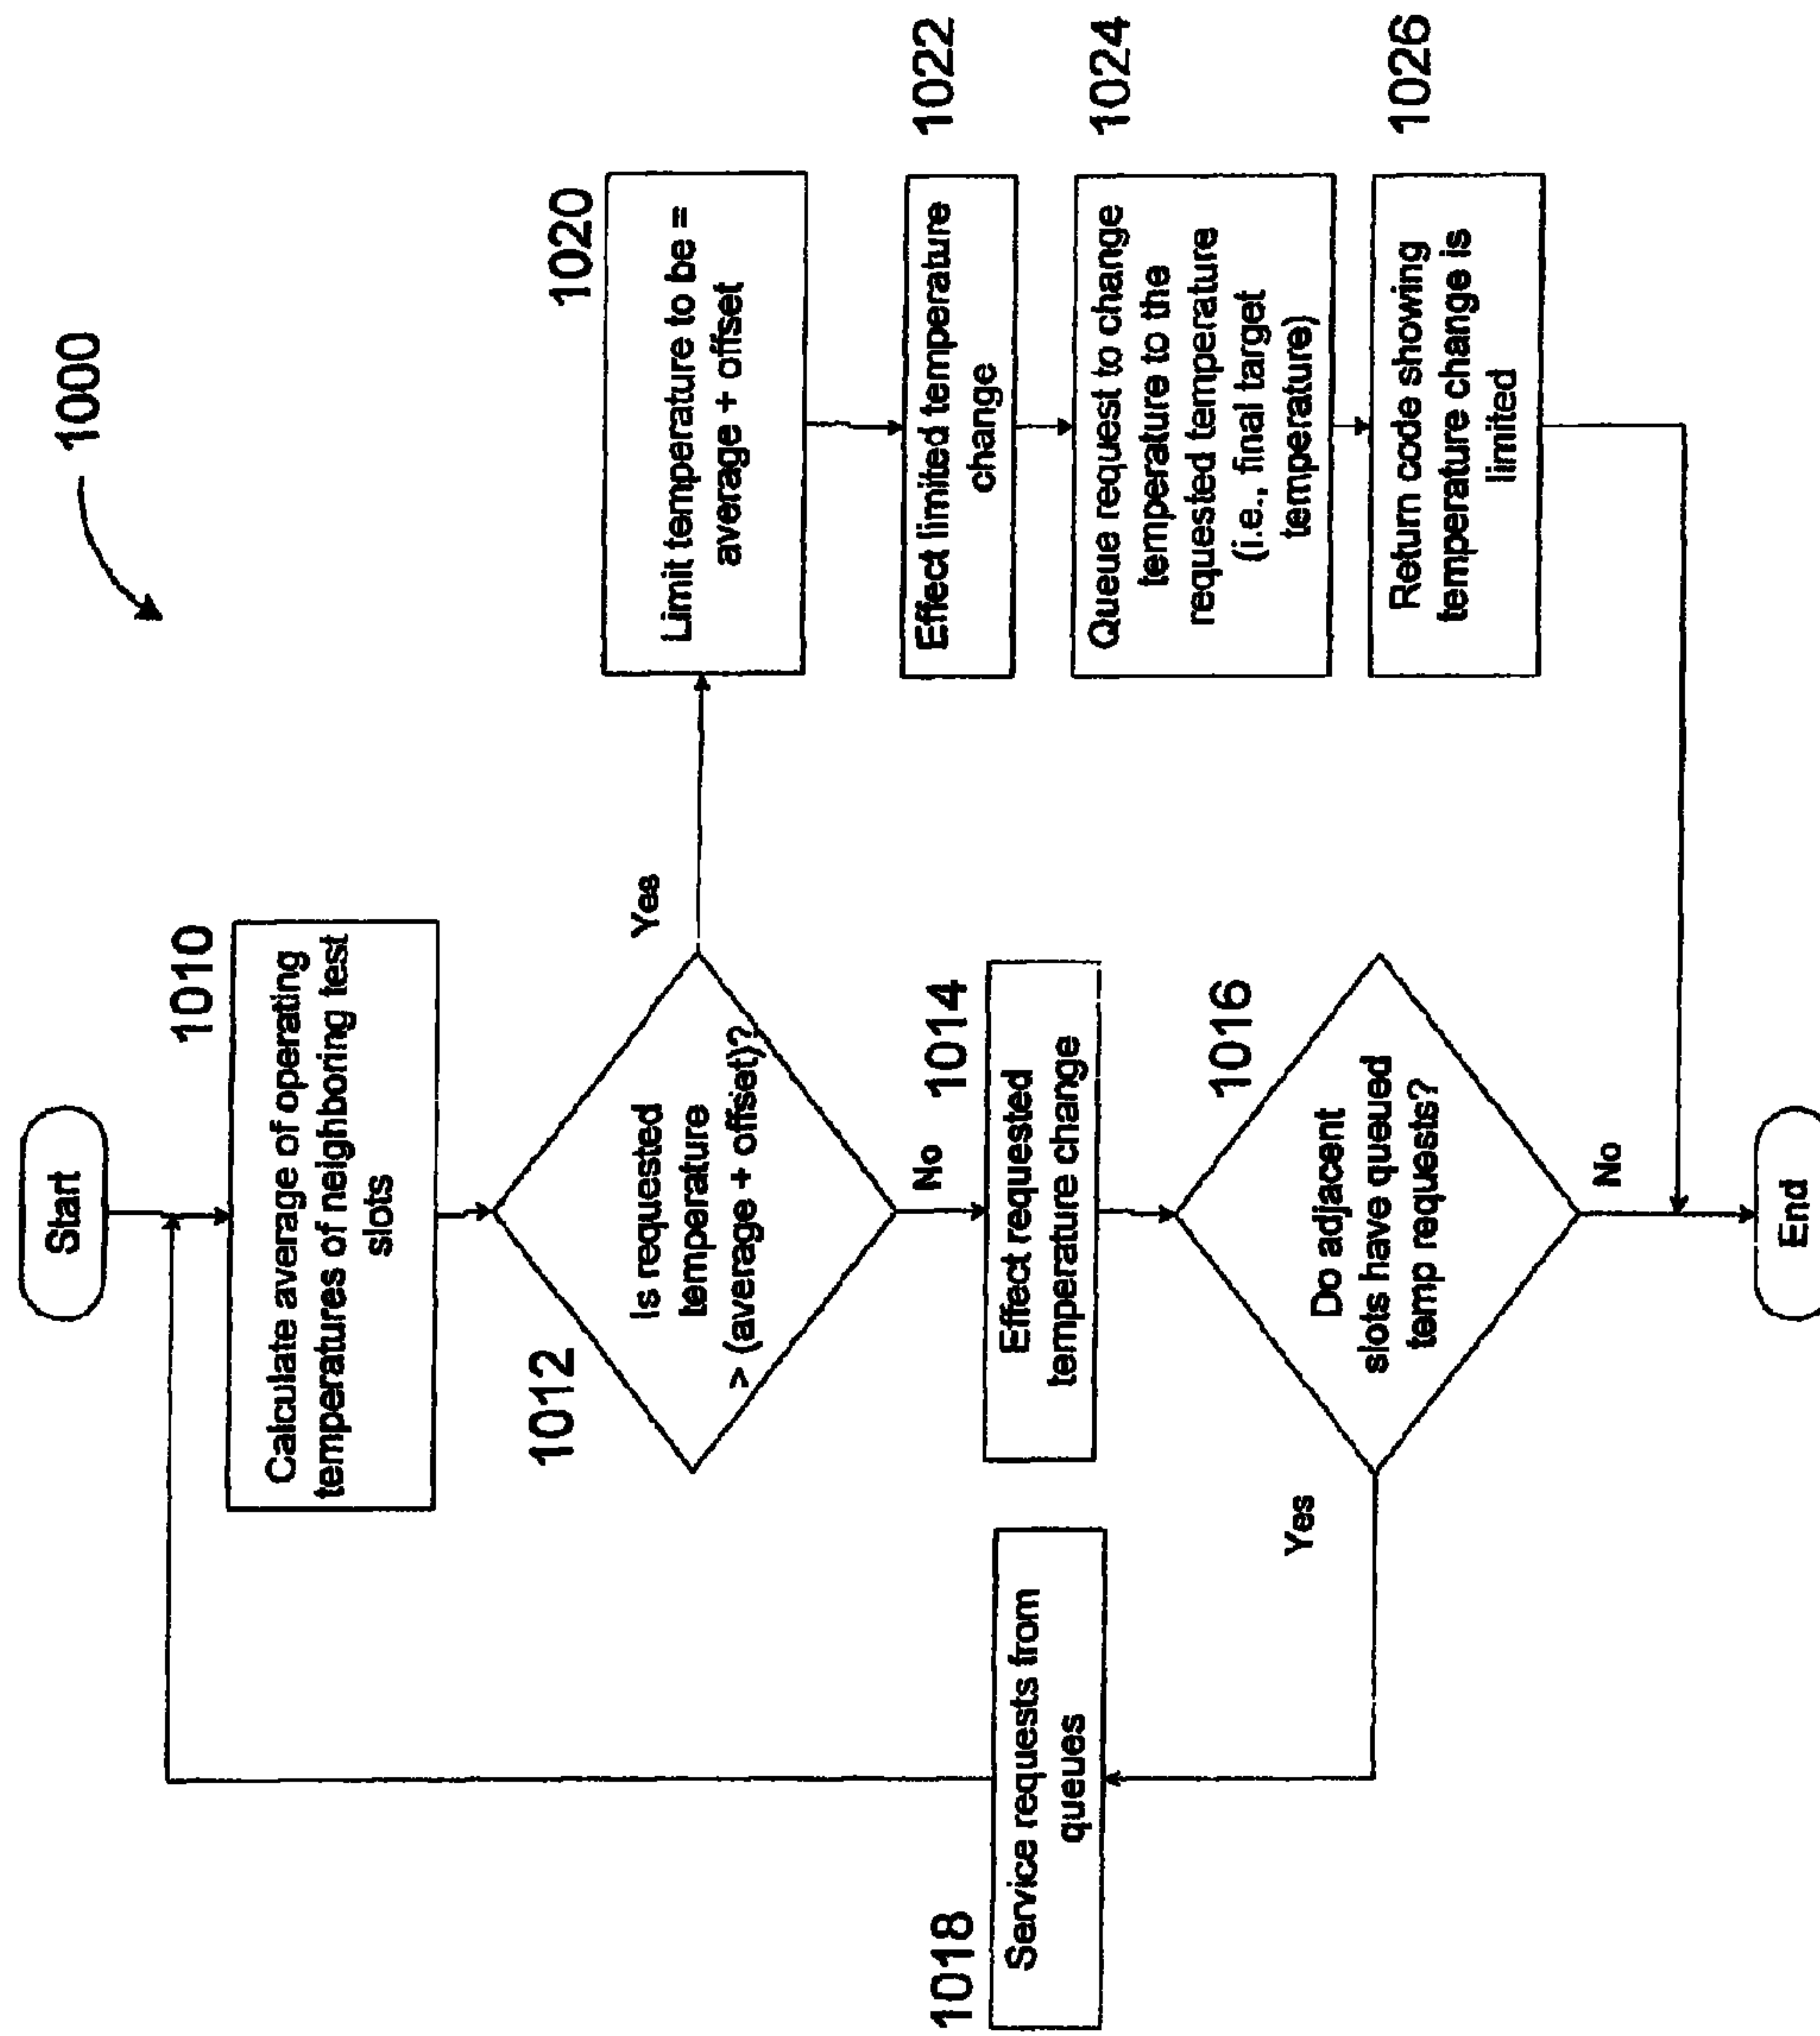 1000
Start
1010
Calculate average of operating
temperatures of neighboring test
slots
1012
Is requested
temperature
> (average + offset)?
Yes
No
1020
Limit temperature to be =
average + offset
1022
Effect limited temperature
change
1024
Queue request to change
temperature to the
requested temperature
(i.e., final target
temperature)
1026
Return code showing
temperature change is
limited
1014
Effect requested
temperature change
1016
Do adjacent
slots have queued
temp requests?
Yes
No
1018
Service requests from
queues
End